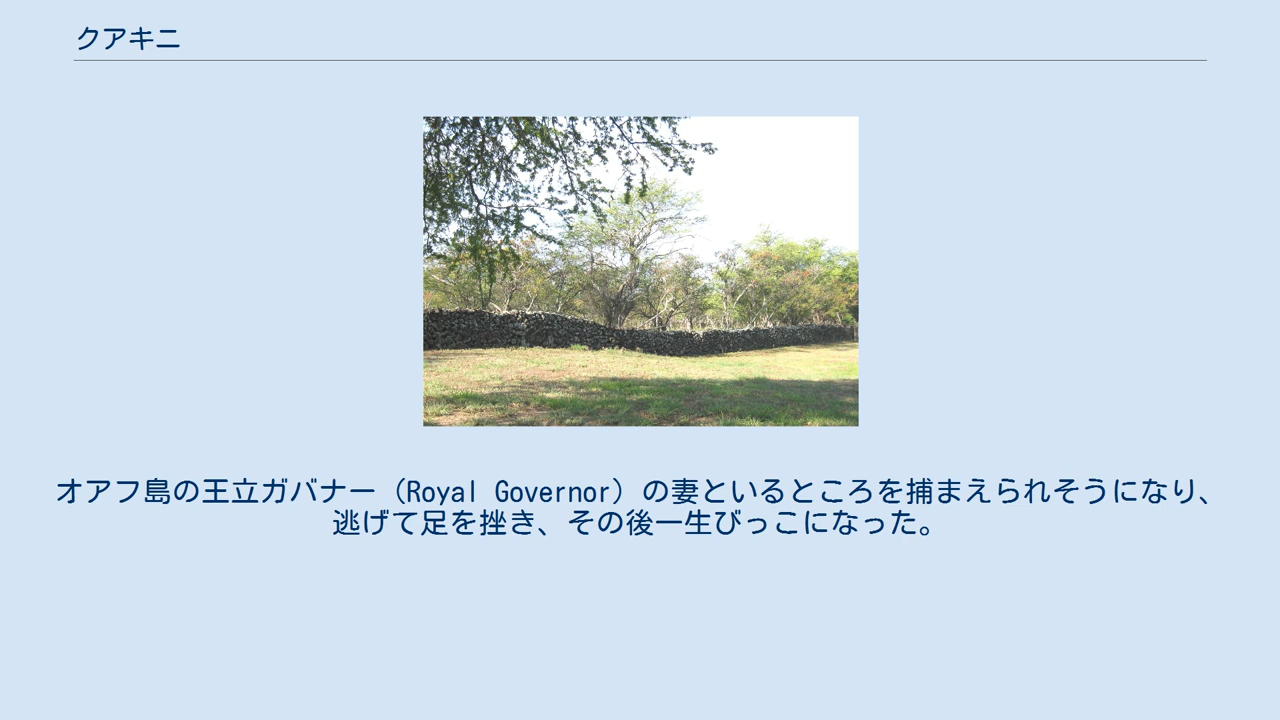 クアキニ
オアフ島の王立ガバナー（Royal Governor）の妻といるところを捕まえられそうになり、
逃げて足を挫き、その後一生びっこになった。